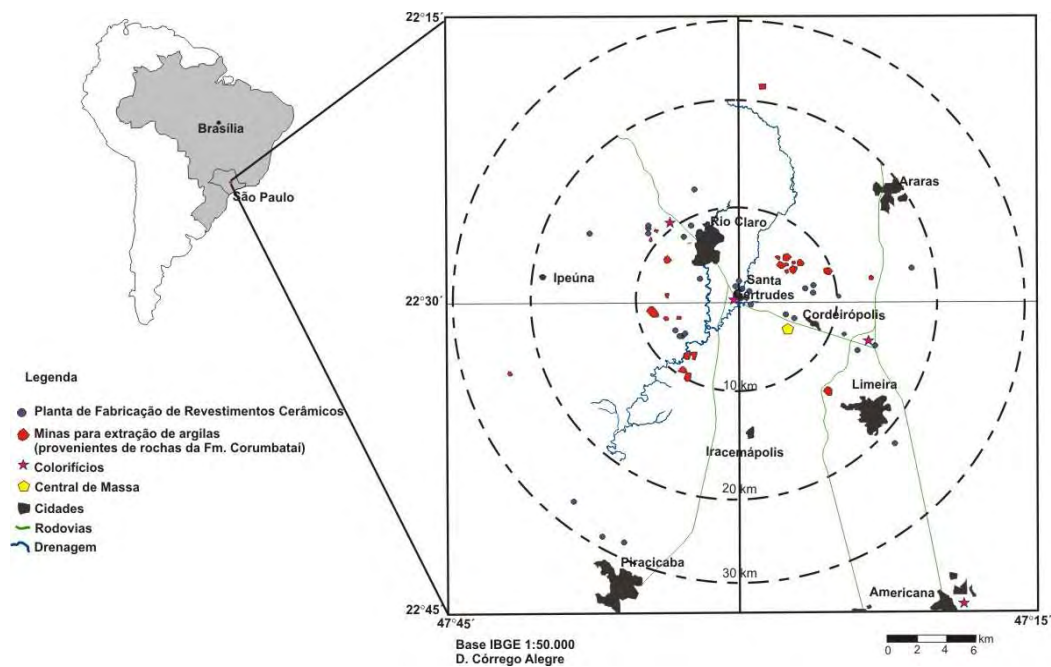 22°15´
Brasília
São Paulo
Araras
Rio Claro
Ipeúna
Santa
Gertrudes
22°30´
Cordeirópolis
Legenda
Planta de Fabricação de Revestimentos Cerâmicos
Minas para extração de argilas
(provenientes de rochas da Fm. Corumbataí)
Colorifícios
Central de Massa
Cidades
Rodovias
Drenagem
10 km
Limeira
Iracemápolis
20 km
Piracicaba
30 km
Americana
22°45´
47°45´
47°15´
Base IBGE 1:50.000
D. Córrego Alegre
0 2 4 6 km